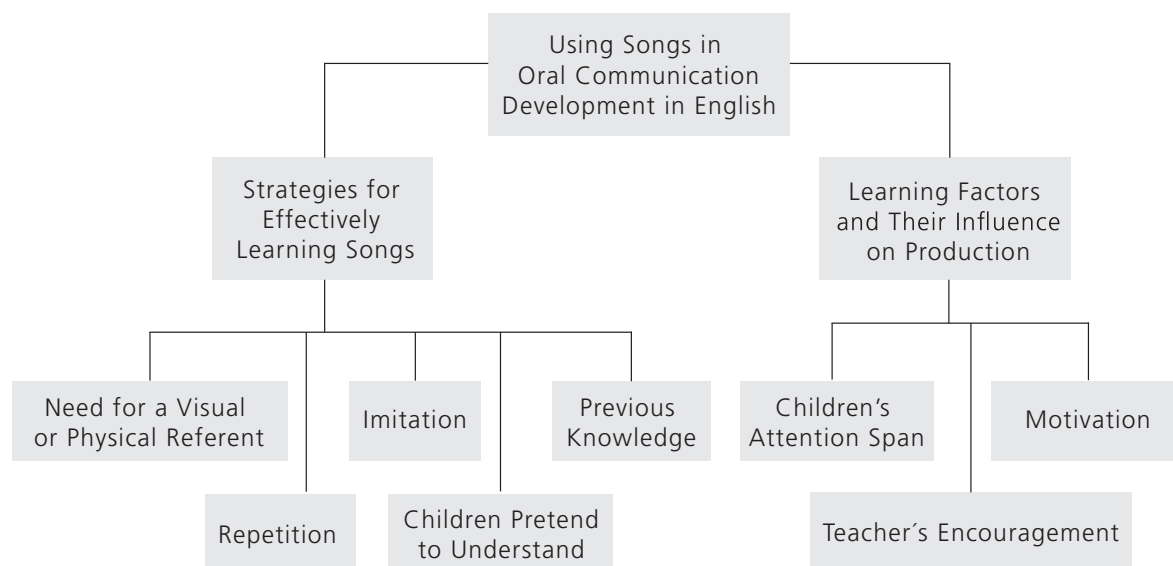 Using Songs in
Oral Communication
Development in English
Strategies for
Effectively
Learning Songs
Learning Factors
and Their Influence
on Production
Need for a Visual
or Physical Referent
Repetition
Imitation
Children Pretend
to Understand
Previous
Knowledge
Children's
Attention Span
Teacher´s Encouragement
Motivation